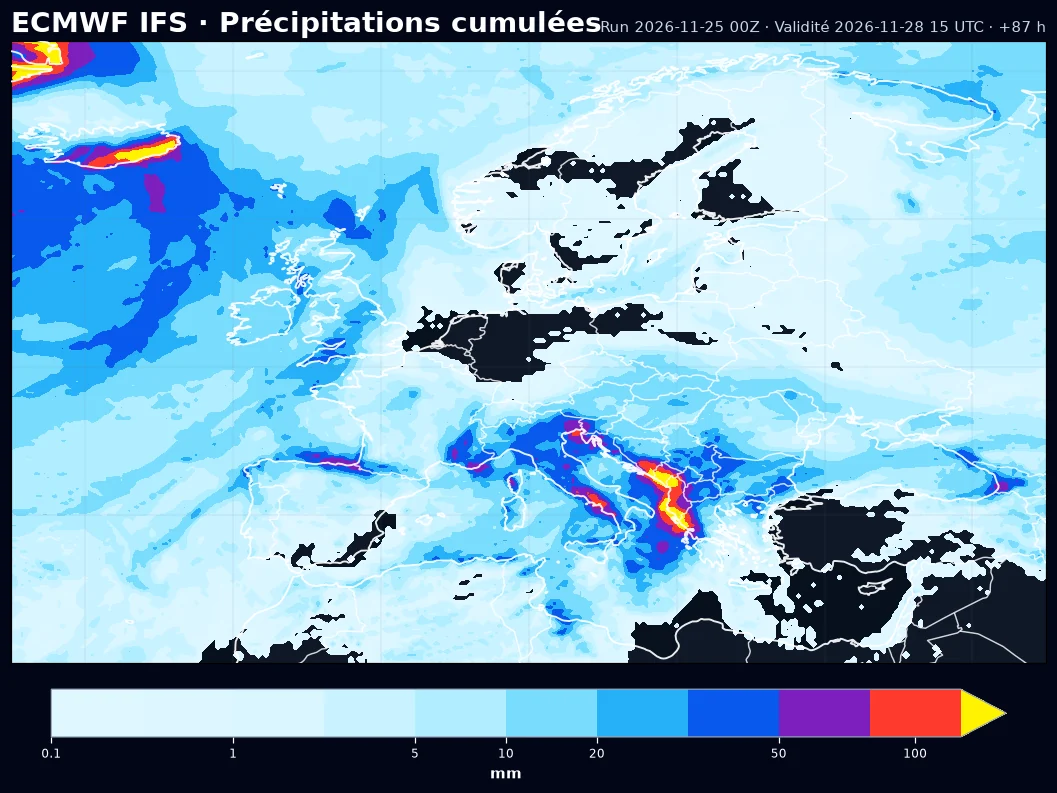 ECMWF IFS · Précipitations cumulées
Run 2026-11-25 00Z · Validité 2026-11-28 15 UTC · +87 h
0.1 1 5 10 20 50 100
mm